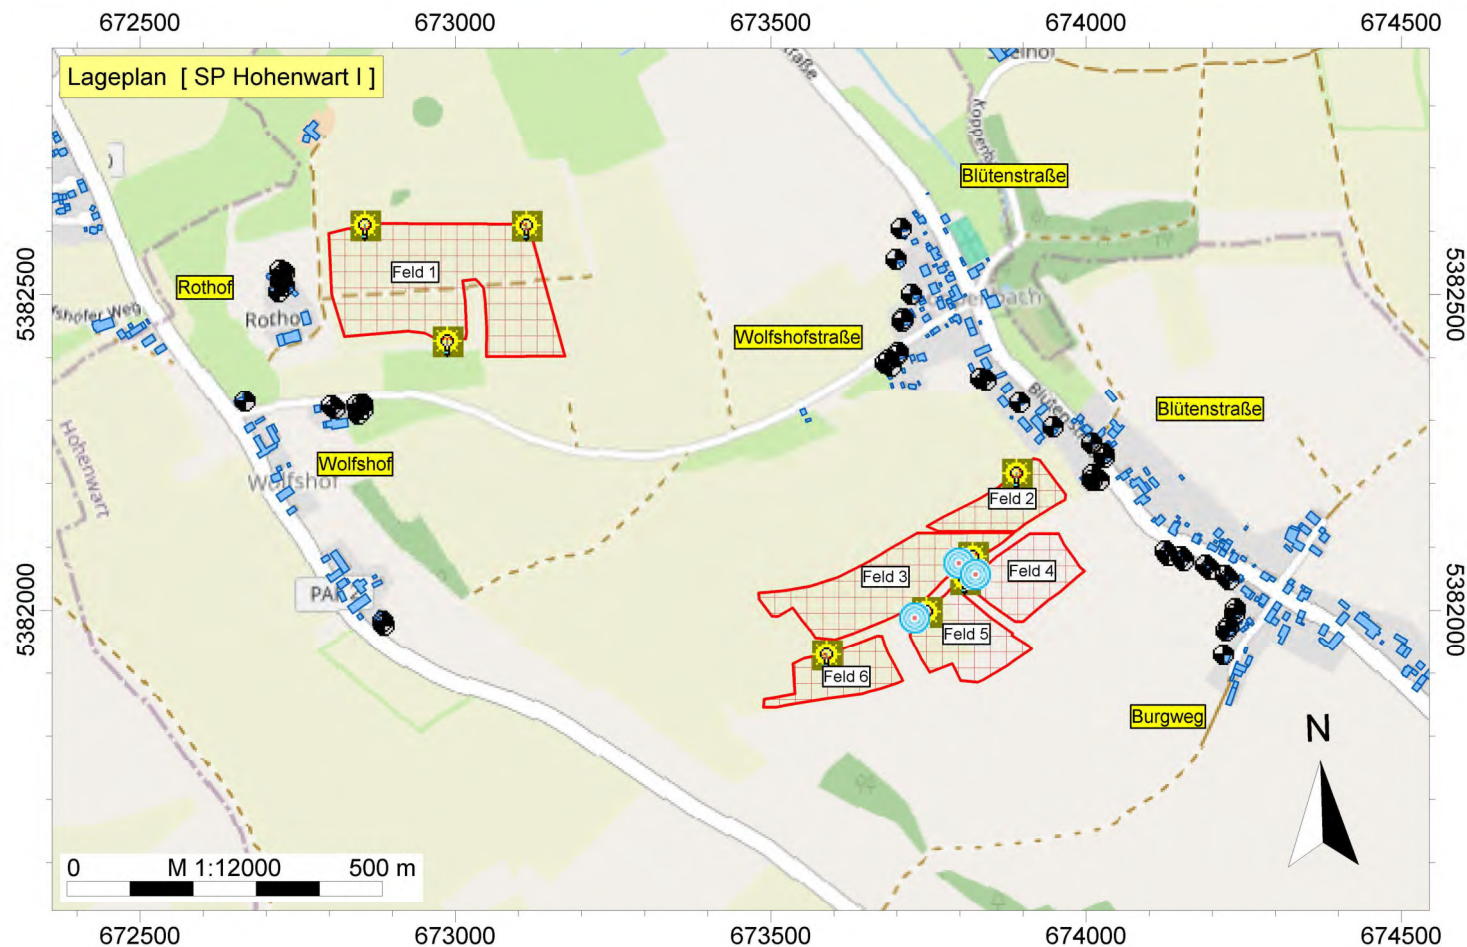 672500 673000 673500 674000 674500
Lageplan [ SP Hohenwart I ]
Blütenstraße
5382500
5382500
Feld 1
Rothof
Wolfshofstraße
Blütenstraße
Hohenwart
Wolfshof
Wolfshof
Feld 2
Feld 3
Feld 4
Feld 5
Feld 6
5382000
5382000
Burgweg
N
0 M 1:12000 500 m
672500 673000 673500 674000 674500